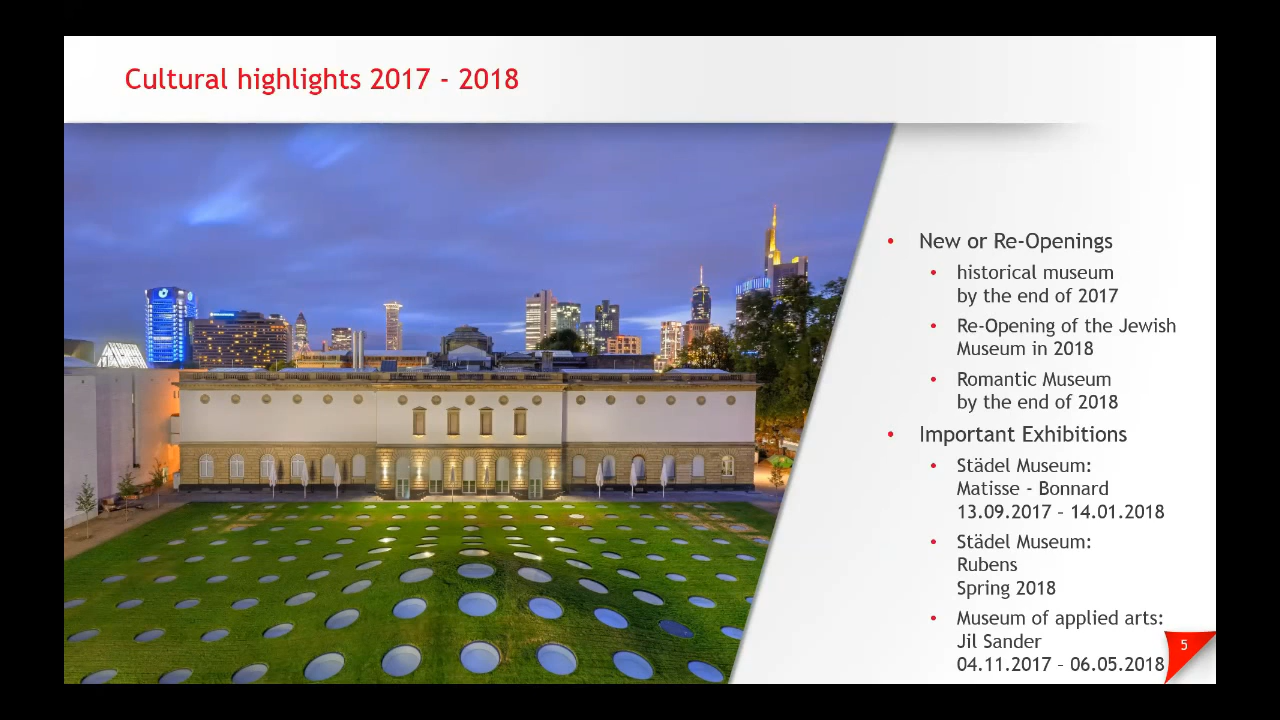 Cultural highlights 2017 - 2018
• New or Re-Openings
• historical museum
by the end of 2017
• Re-Opening of the Jewish
Museum in 2018
• Romantic Museum
by the end of 2018
• Important Exhibitions
• Städel Museum:
Matisse - Bonnard
13.09.2017 – 14.01.2018
• Städel Museum:
Rubens
Spring 2018
• Museum of applied arts:
Jil Sander
04.11.2017 – 06.05.2018
5